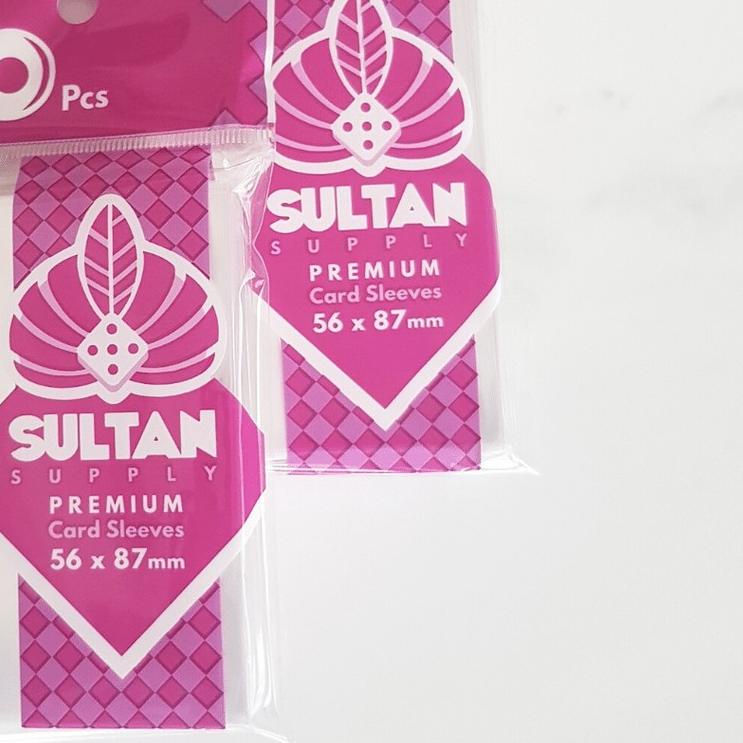 Pcs
SULTAN
SUPPLY
PREMIUM
Card Sleeves
56 x 87mm
SULTAN
SUPPLY
PREMIUM
Card Sleeves
56 x 87mm